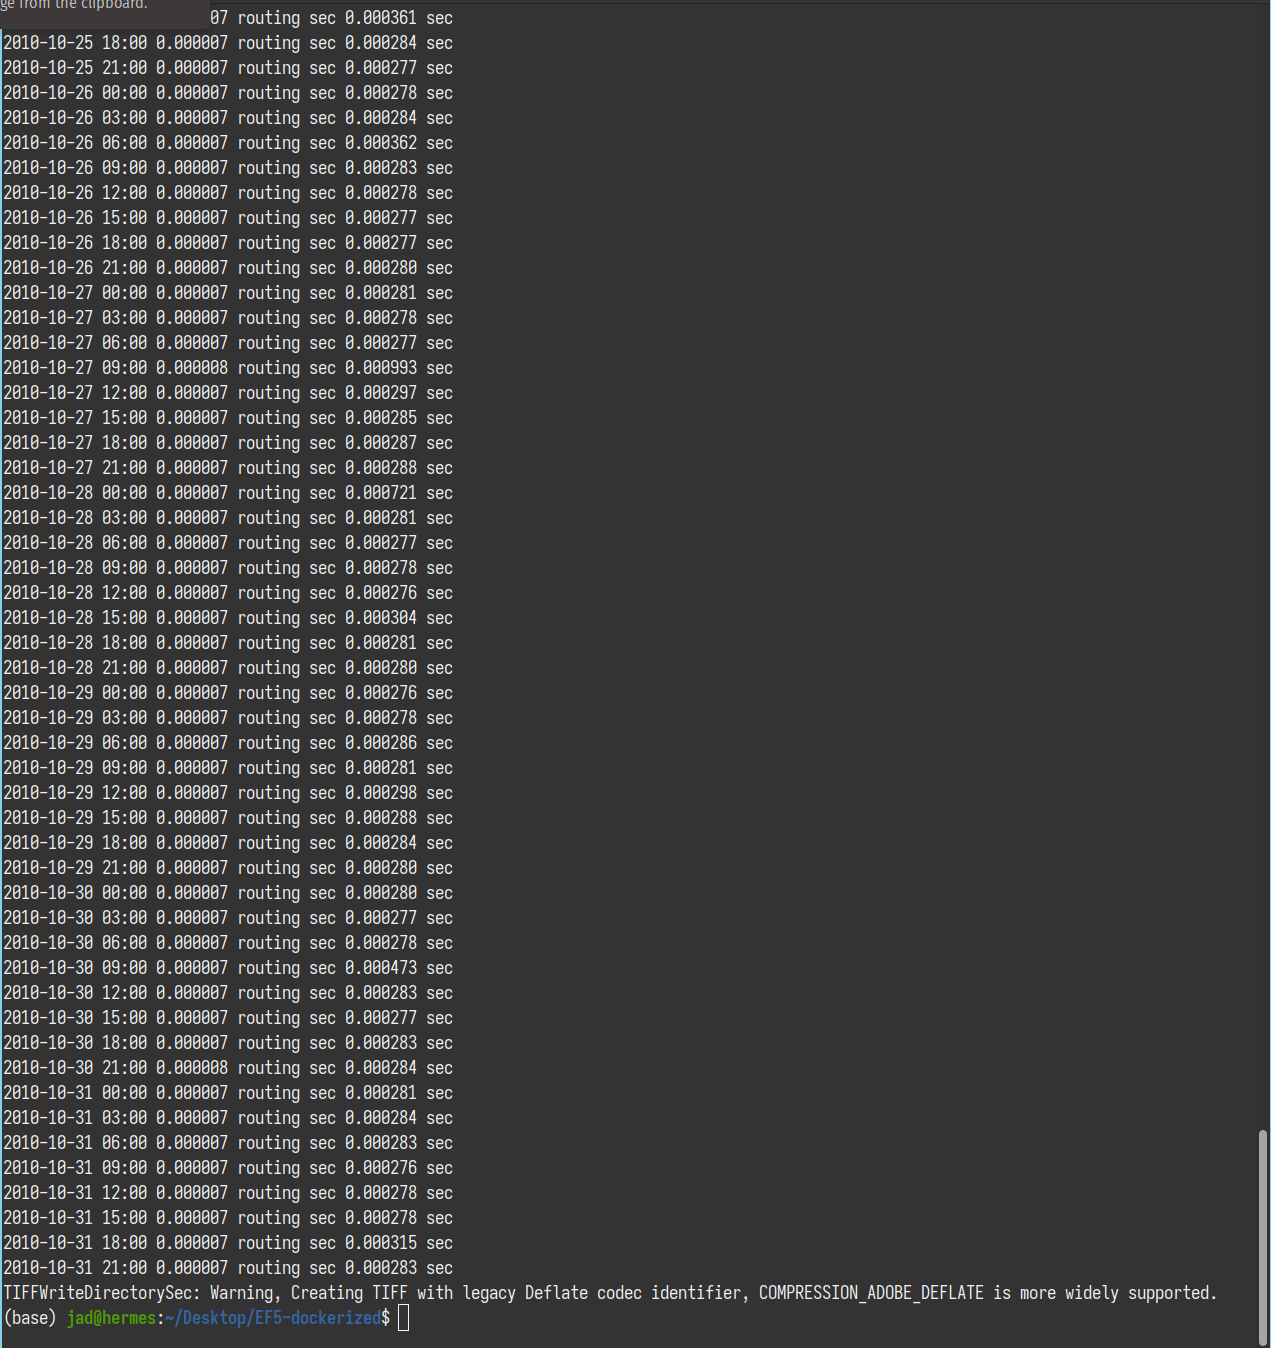 ge from the clipboard.
07 routing sec 0.000361 sec
2010-10-25 18:00 0.000007 routing sec 0.000284 sec
2010-10-25 21:00 0.000007 routing sec 0.000277 sec
2010-10-26 00:00 0.000007 routing sec 0.000278 sec
2010-10-26 03:00 0.000007 routing sec 0.000284 sec
2010-10-26 06:00 0.000007 routing sec 0.000362 sec
2010-10-26 09:00 0.000007 routing sec 0.000283 sec
2010-10-26 12:00 0.000007 routing sec 0.000278 sec
2010-10-26 15:00 0.000007 routing sec 0.000277 sec
2010-10-26 18:00 0.000007 routing sec 0.000277 sec
2010-10-26 21:00 0.000007 routing sec 0.000280 sec
2010-10-27 00:00 0.000007 routing sec 0.000281 sec
2010-10-27 03:00 0.000007 routing sec 0.000278 sec
2010-10-27 06:00 0.000007 routing sec 0.000277 sec
2010-10-27 09:00 0.000008 routing sec 0.000993 sec
2010-10-27 12:00 0.000007 routing sec 0.000297 sec
2010-10-27 15:00 0.000007 routing sec 0.000285 sec
2010-10-27 18:00 0.000007 routing sec 0.000287 sec
2010-10-27 21:00 0.000007 routing sec 0.000288 sec
2010-10-28 00:00 0.000007 routing sec 0.000721 sec
2010-10-28 03:00 0.000007 routing sec 0.000281 sec
2010-10-28 06:00 0.000007 routing sec 0.000277 sec
2010-10-28 09:00 0.000007 routing sec 0.000278 sec
2010-10-28 12:00 0.000007 routing sec 0.000276 sec
2010-10-28 15:00 0.000007 routing sec 0.000304 sec
2010-10-28 18:00 0.000007 routing sec 0.000281 sec
2010-10-28 21:00 0.000007 routing sec 0.000280 sec
2010-10-29 00:00 0.000007 routing sec 0.000276 sec
2010-10-29 03:00 0.000007 routing sec 0.000278 sec
2010-10-29 06:00 0.000007 routing sec 0.000286 sec
2010-10-29 09:00 0.000007 routing sec 0.000281 sec
2010-10-29 12:00 0.000007 routing sec 0.000298 sec
2010-10-29 15:00 0.000007 routing sec 0.000288 sec
2010-10-29 18:00 0.000007 routing sec 0.000284 sec
2010-10-29 21:00 0.000007 routing sec 0.000280 sec
2010-10-30 00:00 0.000007 routing sec 0.000280 sec
2010-10-30 03:00 0.000007 routing sec 0.000277 sec
2010-10-30 06:00 0.000007 routing sec 0.000278 sec
2010-10-30 09:00 0.000007 routing sec 0.000473 sec
2010-10-30 12:00 0.000007 routing sec 0.000283 sec
2010-10-30 15:00 0.000007 routing sec 0.000277 sec
2010-10-30 18:00 0.000007 routing sec 0.000283 sec
2010-10-30 21:00 0.000008 routing sec 0.000284 sec
2010-10-31 00:00 0.000007 routing sec 0.000281 sec
2010-10-31 03:00 0.000007 routing sec 0.000284 sec
2010-10-31 06:00 0.000007 routing sec 0.000283 sec
2010-10-31 09:00 0.000007 routing sec 0.000276 sec
2010-10-31 12:00 0.000007 routing sec 0.000278 sec
2010-10-31 15:00 0.000007 routing sec 0.000278 sec
2010-10-31 18:00 0.000007 routing sec 0.000315 sec
2010-10-31 21:00 0.000007 routing sec 0.000283 sec
TIFFWriteDirectorySec: Warning, Creating TIFF with legacy Deflate codec identifier, COMPRESSION_ADOBE_DEFLATE is more widely supported.
(base) jad@hermes:~/Desktop/EF5-dockerized$